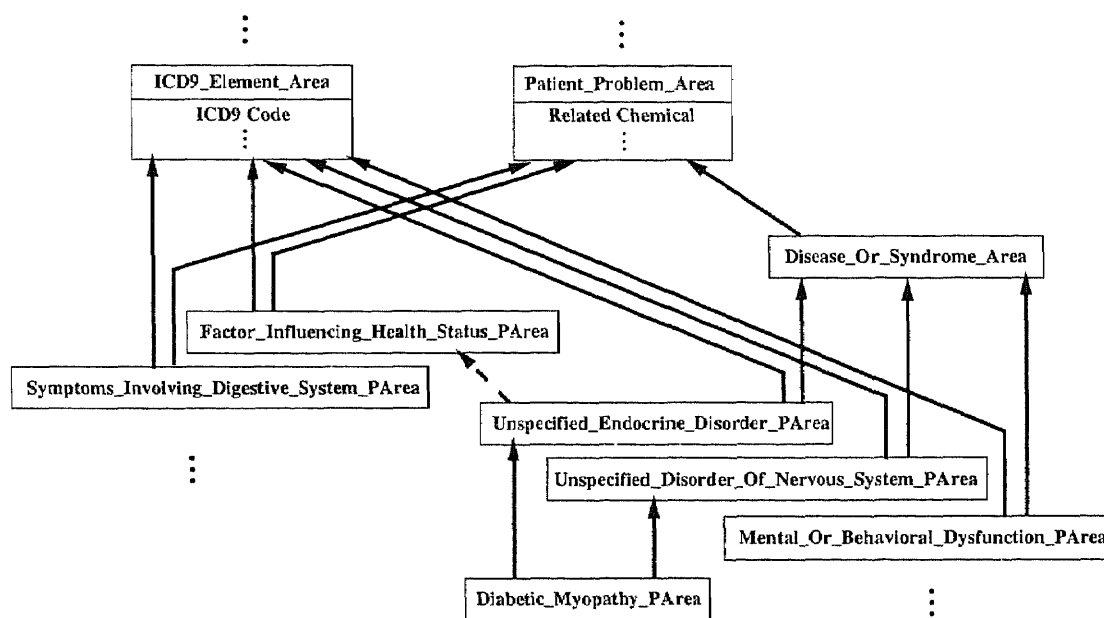 ICD9_Element_Area
ICD9 Code
Patient_Problem_Area
Related Chemical
Disease_Or_Syndrome_Area
Factor_Influencing_Health_Status_PArea
Symptoms_Involving_Digestive_System_PArea
Unspecified_Endocrine_Disorder_PArea
Unspecified_Disorder_Of_Nervous_System_PArea
Mental_Or_Behavioral_Dysfunction_PArea
Diabetic_Myopathy_PArea